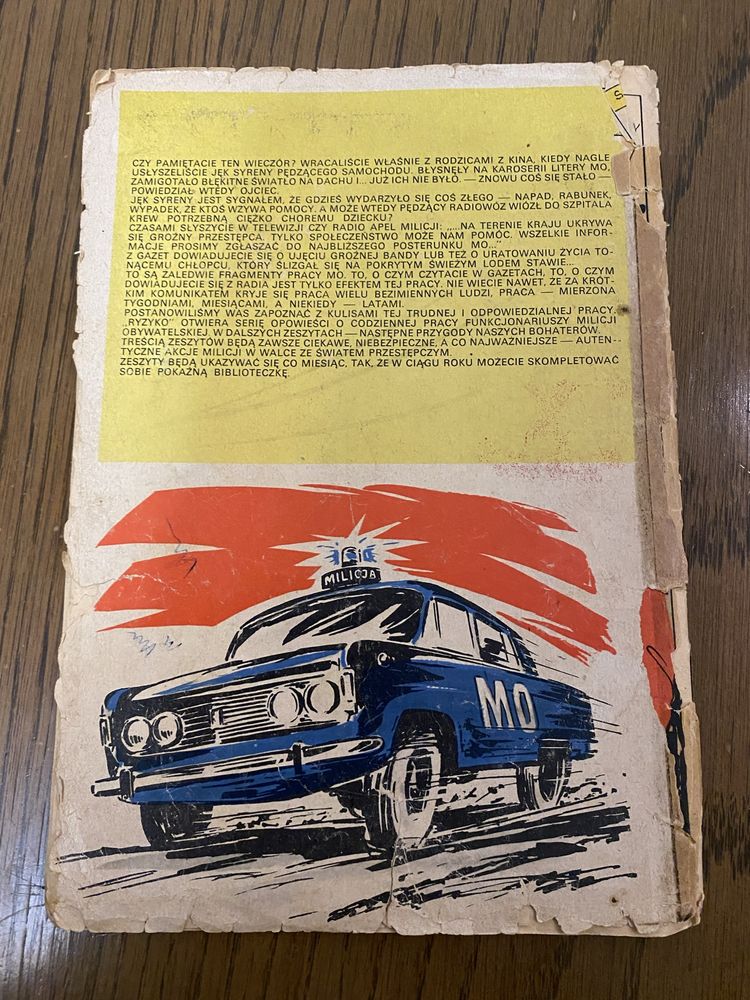 S
CZY PAMIĘTACIE TEN WIECZÓR? WRACALIŚCIE WŁAŚNIE Z RODZICAMI Z KINA, KIEDY NAGLE
USŁYSZELIŚCIE JĘK SYRENY PĘDZĄCEGO SAMOCHODU. BŁYSNĘŁY NA KAROSERII LITERY MO,
ZAMIGOTAŁO BŁĘKITNE ŚWIATŁO NA DACHU I... JUŻ ICH NIE BYŁO. — ZNOWU COŚ SIĘ STAŁO —
POWIEDZIAŁ WTEDY OJCIEC.
JĘK SYRENY JEST SYGNAŁEM, ŻE GDZIEŚ WYDARZYŁO SIĘ COŚ ZŁEGO — NAPAD, RABUNEK,
WYPADEK, ŻE KTOŚ WZYWA POMOCY. A MOŻE WTEDY PĘDZĄCY RADIOWÓZ WIÓZŁ DO SZPITALA
KREW POTRZEBNĄ CIĘŻKO CHOREMU DZIECKU?
CZASAMI SŁYSZYCIE W TELEWIZJI CZY RADIO APEL MILICJI: „...NA TERENIE KRAJU UKRYWA
SIĘ GROŹNY PRZESTĘPCA. TYLKO SPOŁECZEŃSTWO MOŻE NAM POMÓC. WSZELKIE INFOR-
MACJE PROSIMY ZGŁASZAĆ DO NAJBLIŻSZEGO POSTERUNKU MO..."
Z GAZET DOWIADUJECIE SIĘ O UJĘCIU GROŹNEJ BANDY LUB TEŻ O URATOWANIU ŻYCIA TO-
NĄCEMU CHŁOPCU, KTÓRY ŚLIZGAŁ SIĘ NA POKRYTYM ŚWIEŻYM LODEM STAWIE...
TO SĄ ZALEDWIE FRAGMENTY PRACY MO. TO, O CZYM CZYTACIE W GAZETACH, TO, O CZYM
DOWIADUJECIE SIĘ Z RADIA JEST TYLKO EFEKTEM TEJ PRACY. NIE WIECIE NAWET, ŻE ZA KRÓT-
KIM KOMUNIKATEM KRYJE SIĘ PRACA WIELU BEZIMIENNYCH LUDZI, PRACA — MIERZONA
TYGODNIAMI, MIESIĄCAMI, A NIEKIEDY — LATAMI.
POSTANOWILIŚMY WAS ZAPOZNAĆ Z KULISAMI TEJ TRUDNEJ I ODPOWIEDZIALNEJ PRACY.
„RYZYKO" OTWIERA SERIĘ OPOWIEŚCI O CODZIENNEJ PRACY FUNKCJONARIUSZY MILICJI
OBYWATELSKIEJ W DALSZYCH ZESZYTACH — NASTĘPNE PRZYGODY NASZYCH BOHATERÓW.
TREŚCIĄ ZESZYTÓW BĘDĄ ZAWSZE CIEKAWE, NIEBEZPIECZNE, A CO NAJWAŻNIEJSZE — AUTEN-
TYCZNE AKCJE MILICJI W WALCE ZE ŚWIATEM PRZESTĘPCZYM.
ZESZYTY BĘDĄ UKAZYWAĆ SIĘ CO MIESIĄC, TAK, ŻE W CIĄGU ROKU MOŻECIE SKOMPLETOWAĆ
SOBIE POKAŹNĄ BIBLIOTECZKĘ.
MILICJA
MO